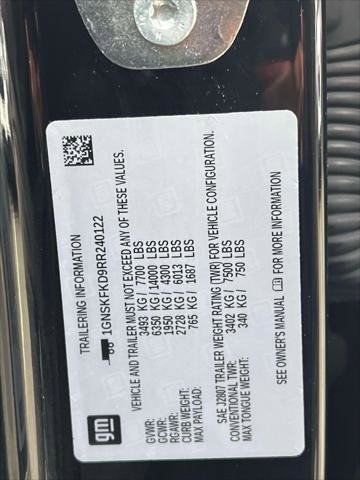 gm
TRAILERING INFORMATION
1GNSKFKD9RR240122
VEHICLE AND TRAILER MUST NOT EXCEED ANY OF THESE VALUES.
GVWR: 3493 KG / 7700 LBS
GCWR: 6350 KG / 14000 LBS
RGAWR: 1950 KG / 4300 LBS
CURB WEIGHT: 2728 KG / 6013 LBS
MAX PAYLOAD: 765 KG / 1687 LBS
SAE J2807 TRAILER WEIGHT RATING (TWR) FOR VEHICLE CONFIGURATION.
CONVENTIONAL TWR: 3402 KG / 7500 LBS
MAX TONGUE WEIGHT: 340 KG / 750 LBS
SEE OWNER'S MANUAL FOR MORE INFORMATION